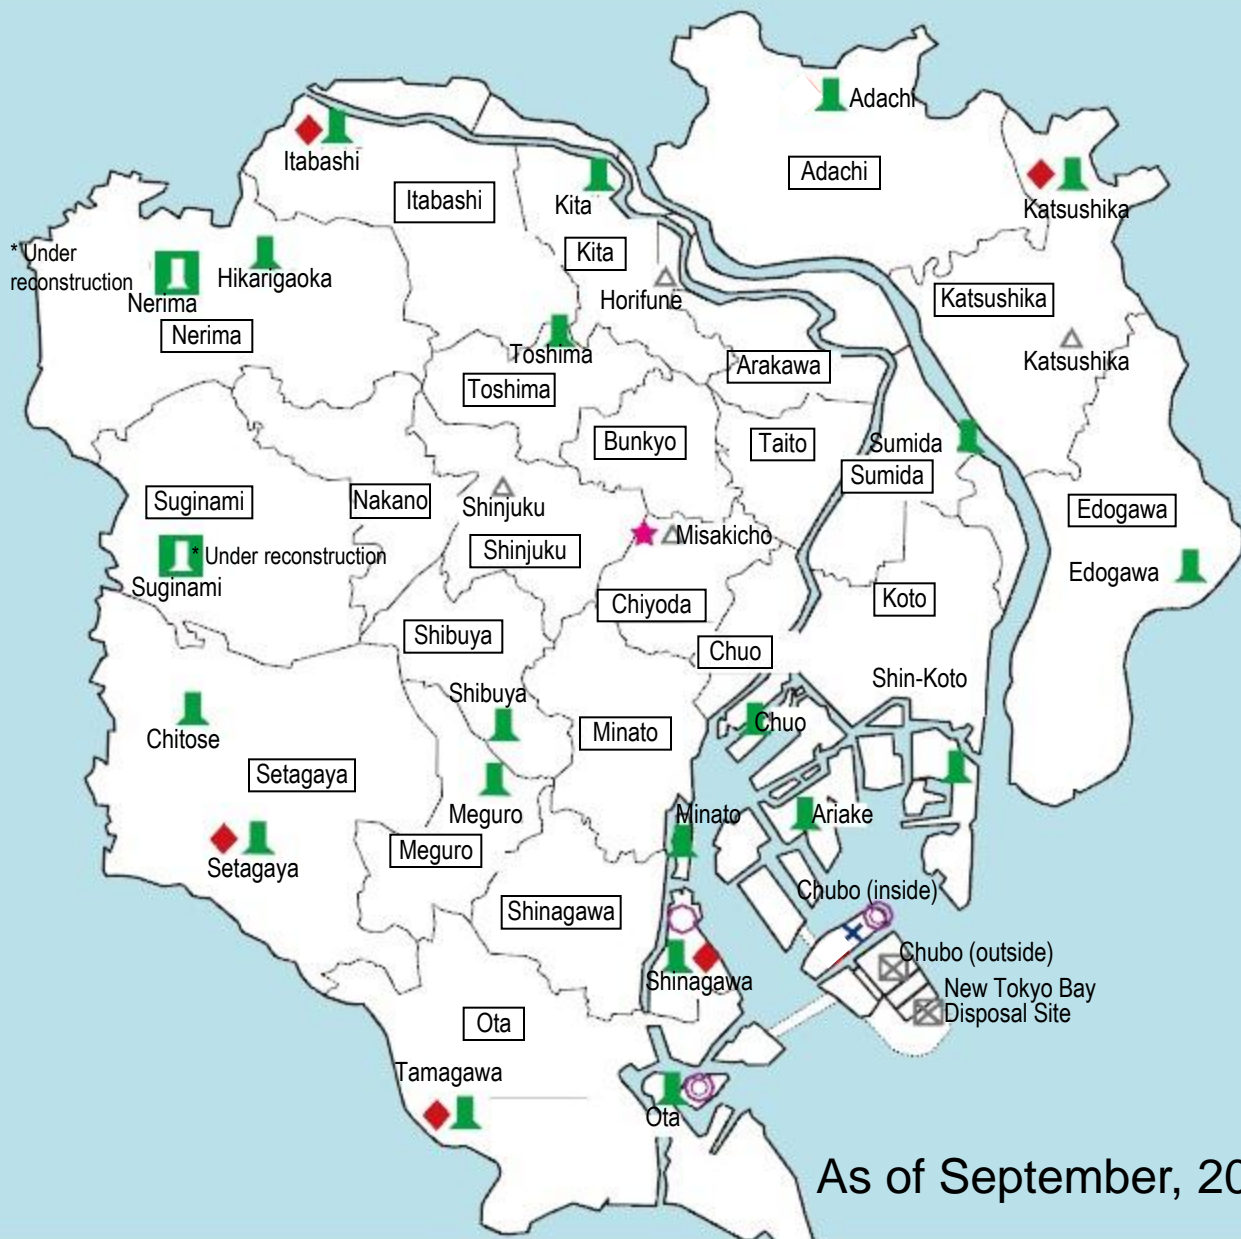 Adachi
Itabashi
Adachi
Itabashi
Kita
Katsushika
* Under
reconstruction
Nerima
Hikarigaoka
Kita
Horifune
Katsushika
Nerima
Toshima
Arakawa
Katsushika
Toshima
Bunkyo
Taito
Sumida
Sumida
Suginami
Nakano
Shinjuku
Edogawa
* Under reconstruction
Shinjuku
Misakicho
Edogawa
Suginami
Chiyoda
Koto
Shibuya
Chuo
Shin-Koto
Shibuya
Chuo
Chitose
Minato
Setagaya
Meguro
Minato
Ariake
Meguro
Setagaya
Chubo (inside)
Shinagawa
Chubo (outside)
Shinagawa
New Tokyo Bay
Disposal Site
Ota
Tamagawa
Ota
As of September, 20